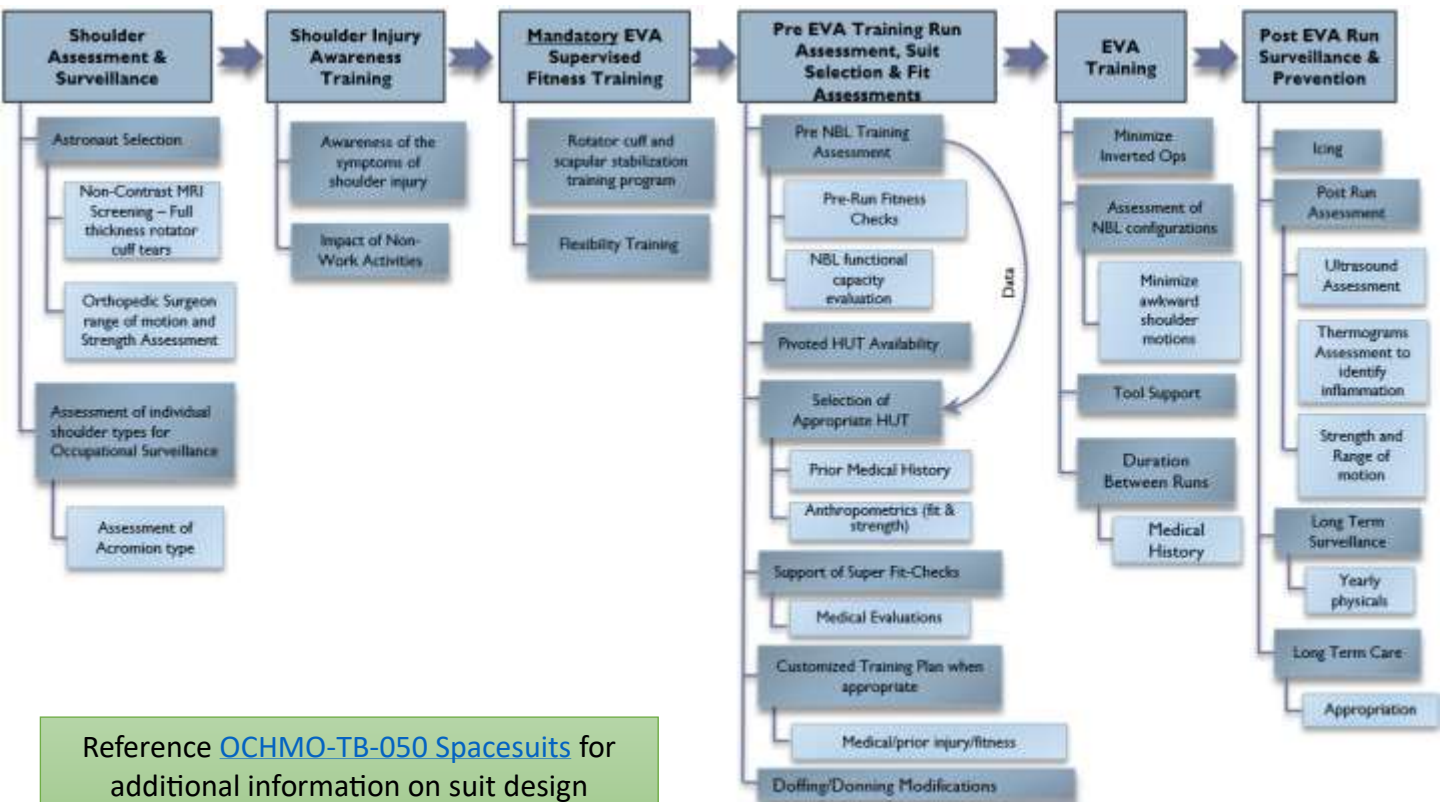 Shoulder
Assessment &
Surveillance
Astronaut Selection
Non-Contrast MRI
Screening – Full
thickness rotator
cuff tears
Orthopedic Surgeon
range of motion and
Strength Assessment
Assessment of individual
shoulder types for
Occupational Surveillance
Assessment of
Acromion type
Shoulder Injury
Awareness
Training
Awareness of the
symptoms of
shoulder injury
Impact of Non-
Work Activities
Mandatory EVA
Supervised
Fitness Training
Rotator cuff and
scapular stabilization
training program
Flexibility Training
Pre EVA Training Run
Assessment, Suit
Selection & Fit
Assessments
Pre NBL Training
Assessment
Pre-Run Fitness
Checks
NBL functional
capacity
evaluation
Data
Pivoted HUT Availability
Selection of
Appropriate HUT
Prior Medical History
Anthropometrics (fit &
strength)
Support of Super Fit-Checks
Medical Evaluations
Customized Training Plan when
appropriate
Medical/prior injury/fitness
Doffing/Donning Modifications
EVA
Training
Minimize
Inverted Ops
Assessment of
NBL configurations
Minimize
awkward
shoulder
motions
Tool Support
Duration
Between Runs
Medical
History
Post EVA Run
Surveillance &
Prevention
Icing
Post Run
Assessment
Ultrasound
Assessment
Thermograms
Assessment to
identify
inflammation
Strength and
Range of
motion
Long Term
Surveillance
Yearly
physicals
Long Term Care
Appropriation
Reference OCHMO-TB-050 Spacesuits for
additional information on suit design